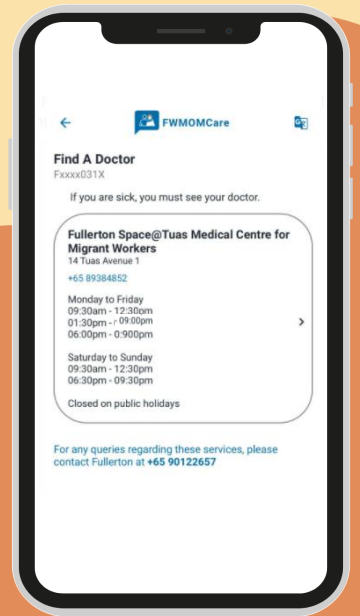 FWMOMCare
Find A Doctor
Fxxxx031X
If you are sick, you must see your doctor.
Fullerton Space@Tuas Medical Centre for
Migrant Workers
14 Tuas Avenue 1
+65 89384852
Monday to Friday
09:30am - 12:30pm
01:30pm - 09:00pm
06:00pm - 0:900pm
Saturday to Sunday
09:30am - 12:30pm
06:30pm - 09:30pm
Closed on public holidays
For any queries regarding these services, please
contact Fullerton at +65 90122657